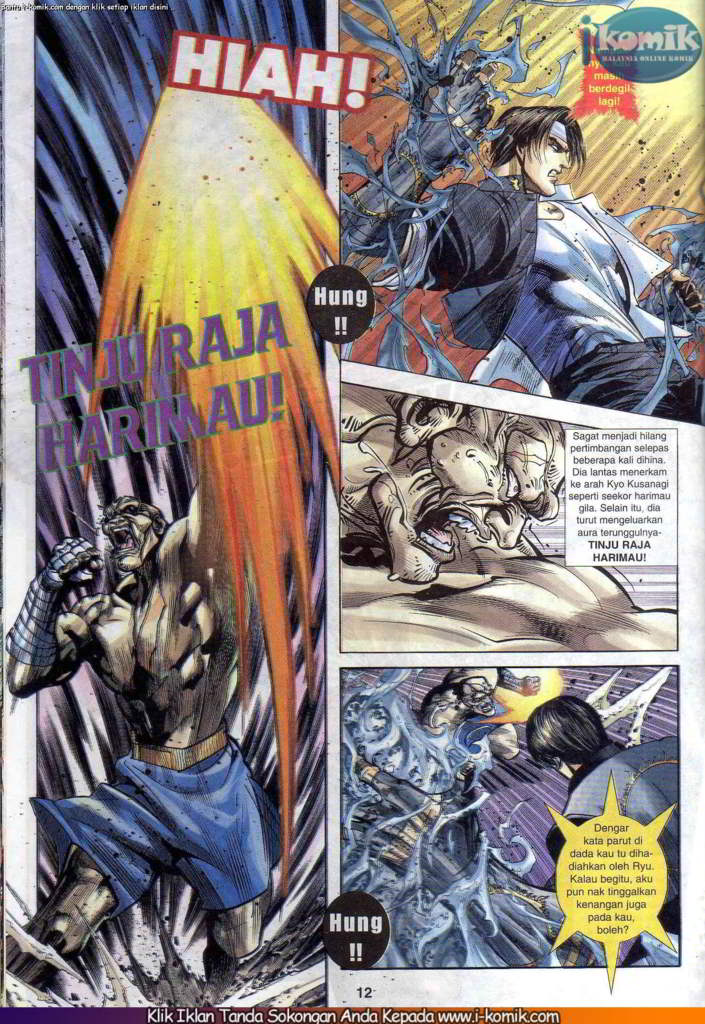 Bantu i-komik.com dengan klik setiap iklan disini ..
HIAH!
ikomik
MALAYSIA ONLINE KOMIK
masih
berdegil
lagi!
Hung
!!
TINJU RAJA
HARIMAU!
Sagat menjadi hilang
pertimbangan selepas
beberapa kali dihina.
Dia lantas menerkam
ke arah Kyo Kusanagi
seperti seekor harimau
gila. Selain itu, dia
turut mengeluarkan
aura terunggulnya-
TINJU RAJA
HARIMAU!
Dengar
kata parut di
dada kau tu diha-
diahkan oleh Ryu.
Kalau begitu, aku
pun nak tinggalkan
kenangan juga
pada kau,
boleh?
Hung
!!
12
Klik Iklan Tanda Sokongan Anda Kepada www.i-komik.com